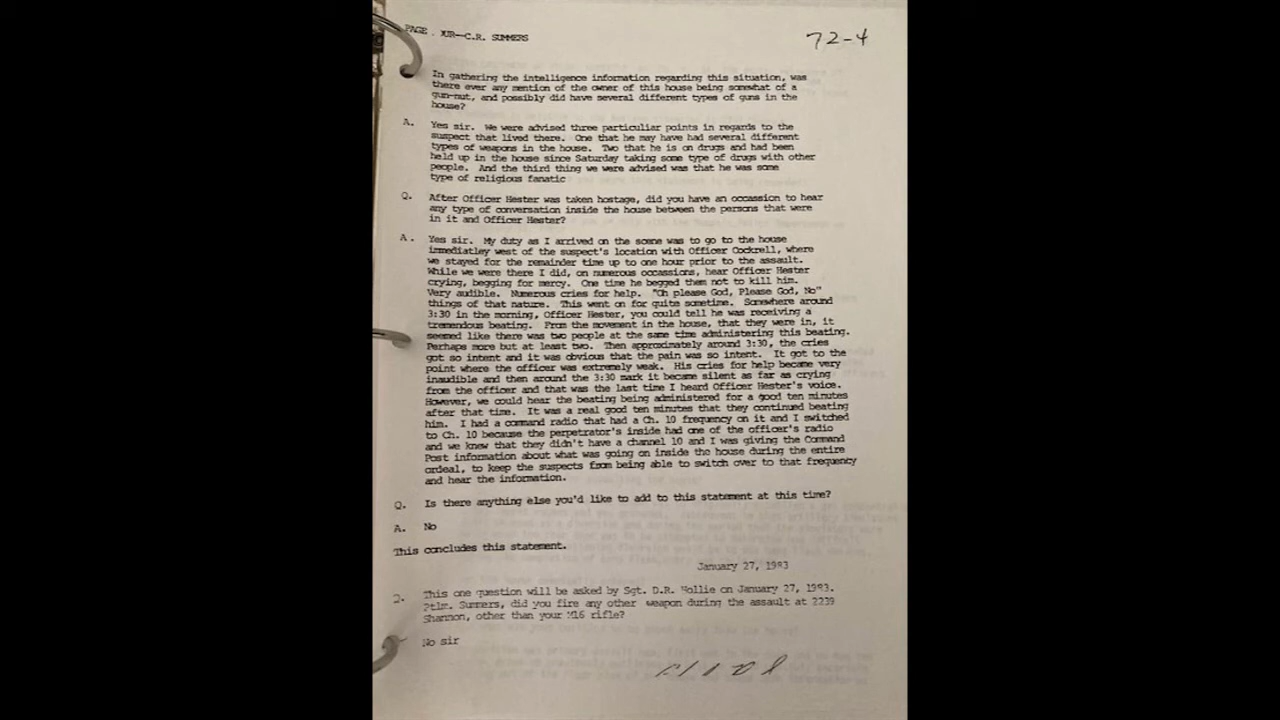 PAGE . XUR--C.R. SUMMERS
72-4
In gathering the intelligence information regarding this situation, was
there ever any mention of the owner of this house being somewhat of a
gun-nut, and possibly did have several different types of guns in the
house?
A. Yes sir. We were advised three particuliar points in regards to the
suspect that lived there. One that he may have had several different
types of weapons in the house. Two that he is on drugs and had been
held up in the house since Saturday taking some type of drugs with other
people. And the third thing we were advised was that he was some
type of religious fanatic
Q. After Officer Hester was taken hostage, did you have an occassion to hear
any type of conversation inside the house between the persons that were
in it and Officer Hester?
A. Yes sir. My duty as I arrived on the scene was to go to the house
immediatley west of the suspect's location with Officer Cockrell, where
we stayed for the remainder time up to one hour prior to the assault.
While we were there I did, on numerous occassions, hear Officer Hester
crying, begging for mercy. One time he begged them not to kill him.
Very audible. Numerous cries for help. "Oh please God, Please God, No"
things of that nature. This went on for quite sometime. Somewhere around
3:30 in the morning, Officer Hester, you could tell he was receiving a
tremendous beating. From the movement in the house, that they were in, it
seemed like there was two people at the same time administering this beating.
Perhaps more but at least two. Then approximately around 3:30, the cries
got so intent and it was obvious that the pain was so intent. It got to the
point where the officer was extremely weak. His cries for help became very
inaudible and then around the 3:30 mark it became silent as far as crying
from the officer and that was the last time I heard Officer Hester's voice.
However, we could hear the beating being administered for a good ten minutes
after that time. It was a real good ten minutes that they continued beating
him. I had a command radio that had a Ch. 10 frequency on it and I switched
to Ch. 10 because the perpetrator's inside had one of the officer's radio
and we knew that they didn't have a channel 10 and I was giving the Command
Post information about what was going on inside the house during the entire
ordeal, to keep the suspects from being able to switch over to that frequency
and hear the information.
Q. Is there anything else you'd like to add to this statement at this time?
A. No
This concludes this statement.
January 27, 1983
2. This one question will be asked by Sgt. D.R. Hollie on January 27, 1983.
Ptlm. Summers, did you fire any other weapon during the assault at 2239
Shannon, other than your M16 rifle?
No sir